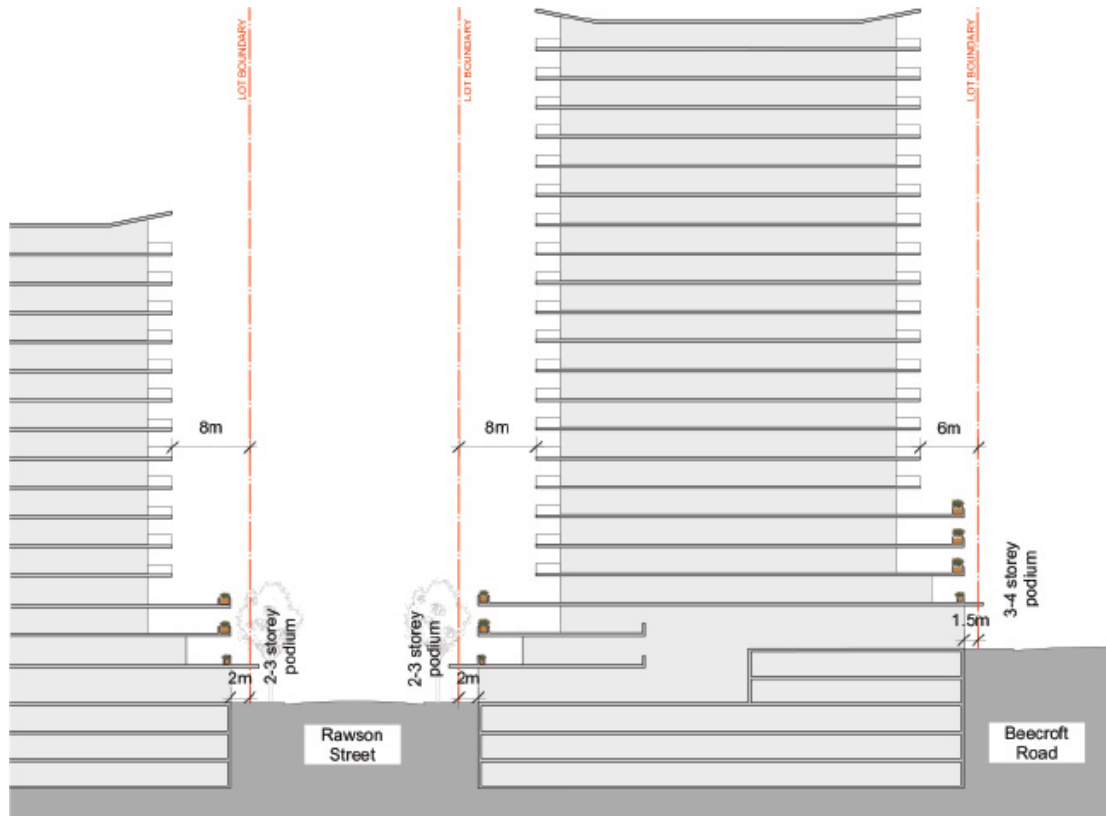 LOT BOUNDARY
LOT BOUNDARY
LOT BOUNDARY
8m
8m
6m
2-3 storey
podium
2m
2-3 storey
podium
2m
3-4 storey
podium
1.5m
Rawson
Street
Beecroft
Road